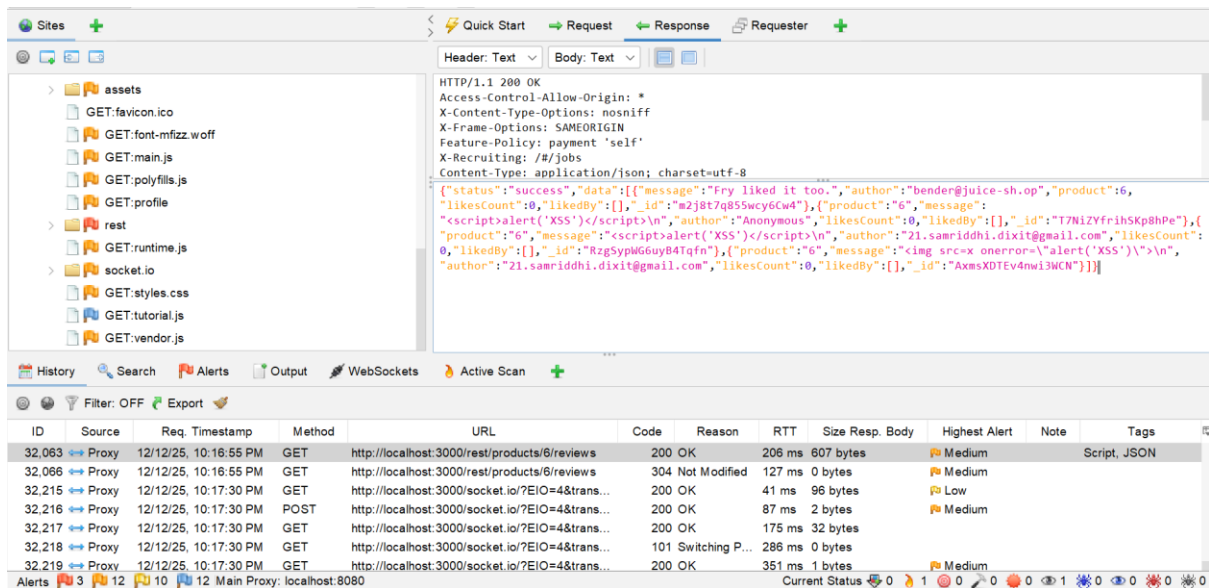 Sites
Quick Start Request Response Requester
Header: Text Body: Text
assets
GET:favicon.ico
GET:font-mfizz.woff
GET:main.js
GET:polyfills.js
GET:profile
rest
GET:runtime.js
socket.io
GET:styles.css
GET:tutorial.js
GET:vendor.js
HTTP/1.1 200 OK
Access-Control-Allow-Origin: *
X-Content-Type-Options: nosniff
X-Frame-Options: SAMEORIGIN
Feature-Policy: payment 'self'
X-Recruiting: /#/jobs
Content-Type: application/json; charset=utf-8
{"status":"success","data":[{"message":"Fry liked it too.","author":"bender@juice-sh.op","product":6,
"likesCount":0,"likedBy":[],"_id":"m2j8t7q855wcy6Cw4"},{"product":"6","message":
"<script>alert('XSS')</script>\n","author":"Anonymous","likesCount":0,"likedBy":[],"_id":"T7NiZYfrihSKp8hPe"},{
"product":"6","message":"<script>alert('XSS')</script>\n","author":"21.samriddhi.dixit@gmail.com","likesCount":
0,"likedBy":[],"_id":"RzgSypWG6uyB4Tqfn"},{"product":"6","message":"<img src=x onerror=\"alert('XSS')\">\n",
"author":"21.samriddhi.dixit@gmail.com","likesCount":0,"likedBy":[],"_id":"AxmsXDTEv4nwi3WCN"}]}
History Search Alerts Output WebSockets Active Scan
Filter: OFF Export
ID Source Req. Timestamp Method URL Code Reason RTT Size Resp. Body Highest Alert Note Tags
32,063 Proxy 12/12/25, 10:16:55 PM GET http://localhost:3000/rest/products/6/reviews 200 OK 206 ms 607 bytes Medium Script, JSON
32,066 Proxy 12/12/25, 10:16:55 PM GET http://localhost:3000/rest/products/6/reviews 304 Not Modified 127 ms 0 bytes Medium
32,215 Proxy 12/12/25, 10:17:30 PM GET http://localhost:3000/socket.io/?EIO=4&trans... 200 OK 41 ms 96 bytes Low
32,216 Proxy 12/12/25, 10:17:30 PM POST http://localhost:3000/socket.io/?EIO=4&trans... 200 OK 87 ms 2 bytes Medium
32,217 Proxy 12/12/25, 10:17:30 PM GET http://localhost:3000/socket.io/?EIO=4&trans... 200 OK 175 ms 32 bytes
32,218 Proxy 12/12/25, 10:17:30 PM GET http://localhost:3000/socket.io/?EIO=4&trans... 101 Switching P... 286 ms 0 bytes
32,219 Proxy 12/12/25, 10:17:30 PM GET http://localhost:3000/socket.io/?EIO=4&trans... 200 OK 351 ms 1 bytes Medium
Alerts 3 12 10 12 Main Proxy: localhost:8080 Current Status 0 1 0 0 0 1 0 0 0 0